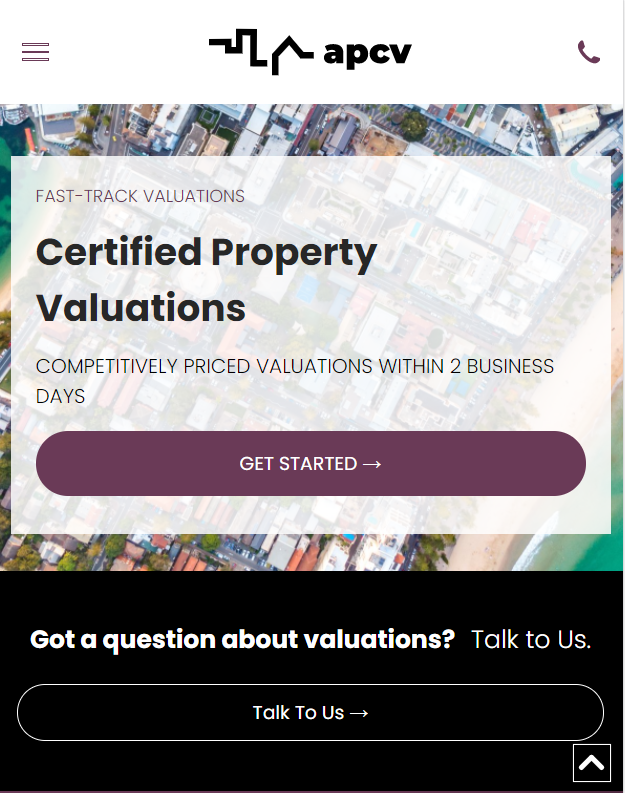 apcv
FAST-TRACK VALUATIONS
Certified Property
Valuations
COMPETITIVELY PRICED VALUATIONS WITHIN 2 BUSINESS
DAYS
GET STARTED →
Got a question about valuations? Talk to Us.
Talk To Us →